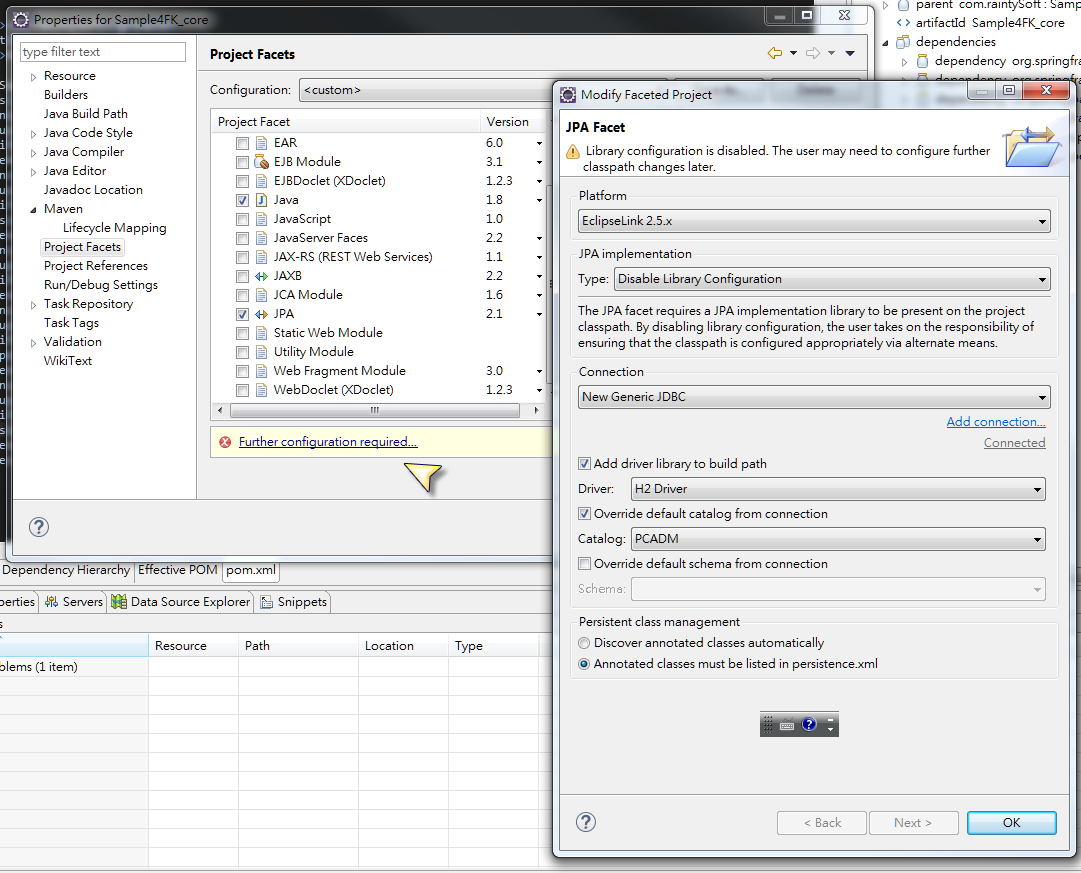 Properties for Sample4FK_core
type filter text
Resource
Builders
Java Build Path
Java Code Style
Java Compiler
Java Editor
Javadoc Location
Maven
Lifecycle Mapping
Project Facets
Project References
Run/Debug Settings
Task Repository
Task Tags
Validation
WikiText
Project Facets
Configuration: <custom>
Project Facet Version
EAR 6.0
EJB Module 3.1
EJBDoclet (XDoclet) 1.2.3
Java 1.8
JavaScript 1.0
JavaServer Faces 2.2
JAX-RS (REST Web Services) 1.1
JAXB 2.2
JCA Module 1.6
JPA 2.1
Static Web Module
Utility Module
Web Fragment Module 3.0
WebDoclet (XDoclet) 1.2.3
Further configuration required...
parent com.raintySoft : Samp
artifactId Sample4FK_core
dependencies
dependency org.springfra
Modify Faceted Project
JPA Facet
Library configuration is disabled. The user may need to configure further
classpath changes later.
Platform
EclipseLink 2.5.x
JPA implementation
Type: Disable Library Configuration
The JPA facet requires a JPA implementation library to be present on the project
classpath. By disabling library configuration, the user takes on the responsibility of
ensuring that the classpath is configured appropriately via alternate means.
Connection
New Generic JDBC
Add connection...
Connected
Add driver library to build path
Driver: H2 Driver
Override default catalog from connection
Catalog: PCADM
Override default schema from connection
Schema:
Persistent class management
Discover annotated classes automatically
Annotated classes must be listed in persistence.xml
< Back Next > OK
Dependency Hierarchy Effective POM pom.xml
perties Servers Data Source Explorer Snippets
Resource Path Location Type
blems (1 item)